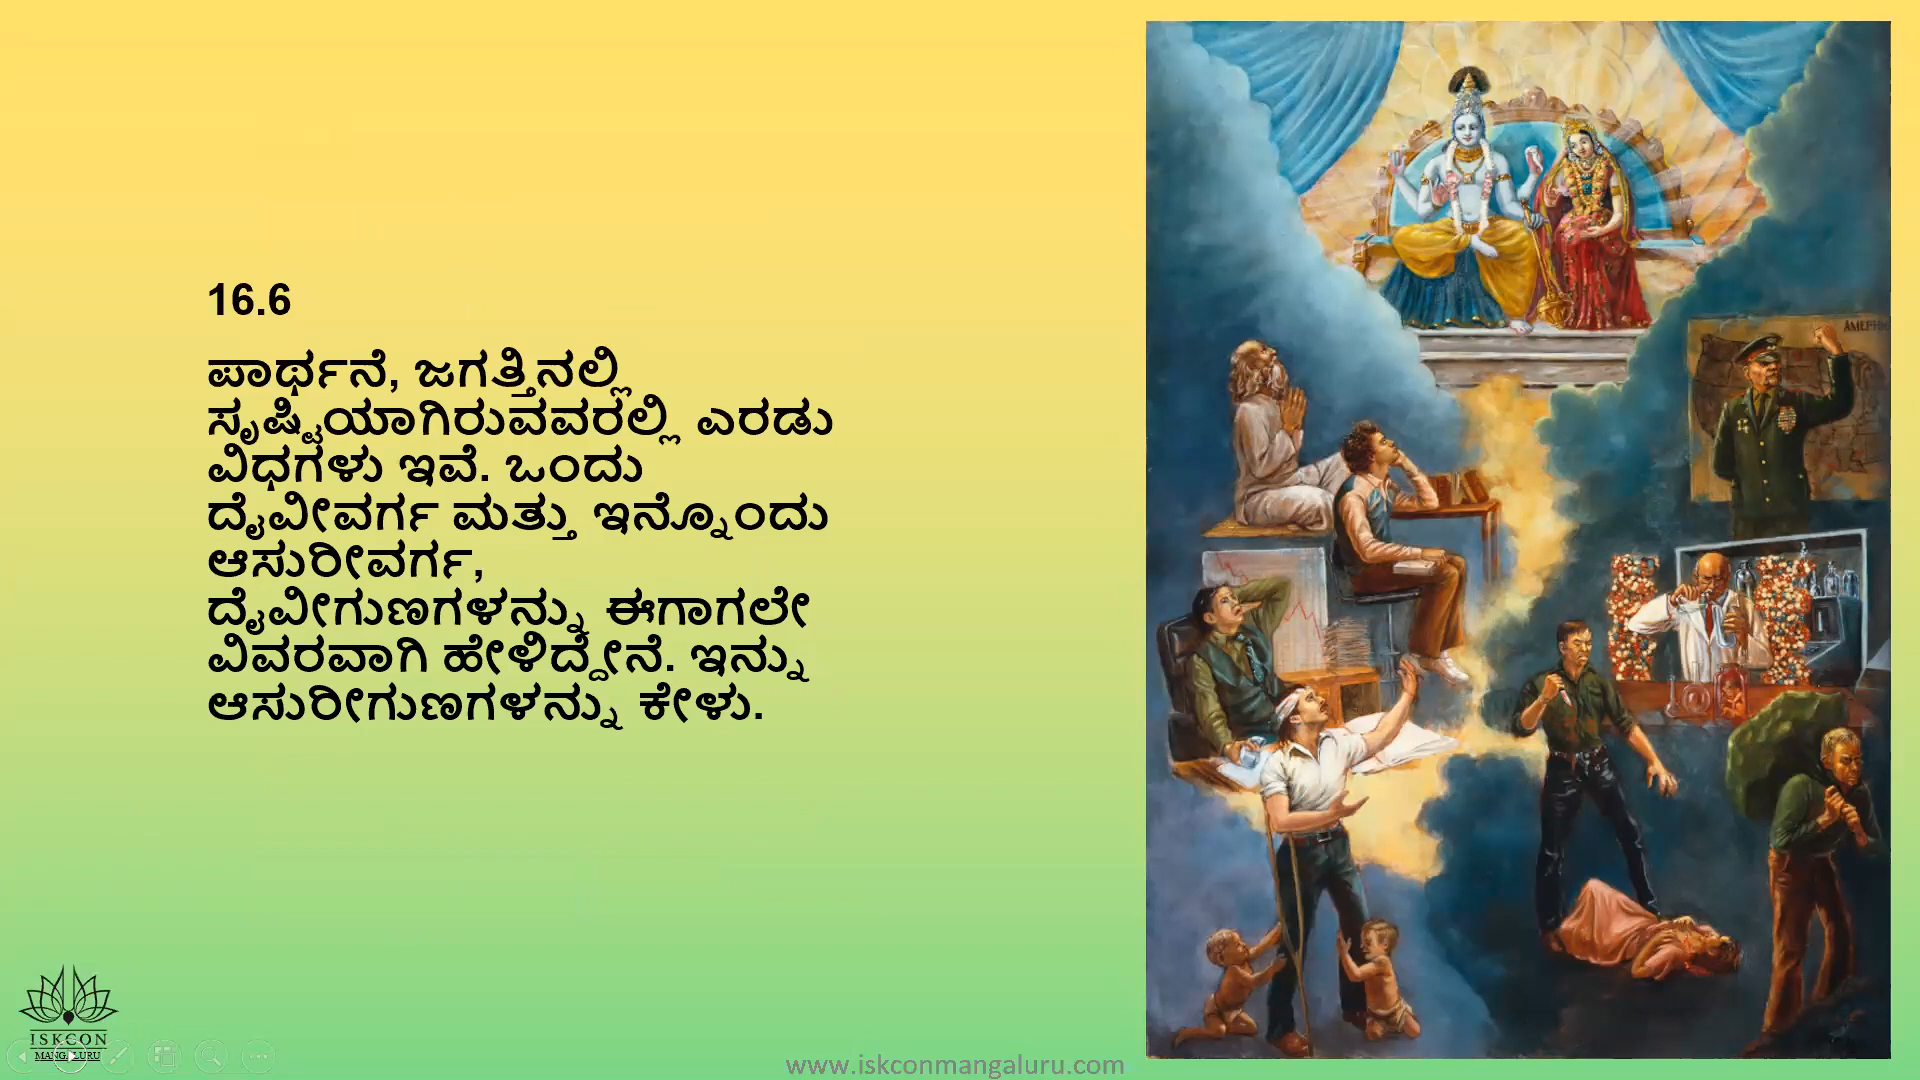 16.6
ಪಾರ್ಥನೆ, ಜಗತ್ತಿನಲ್ಲಿ
ಸೃಷ್ಟಿಯಾಗಿರುವವರಲ್ಲಿ ಎರಡು
ವಿಧಗಳು ಇವೆ. ಒಂದು
ದೈವೀವರ್ಗ ಮತ್ತು ಇನ್ನೊಂದು
ಆಸುರೀವರ್ಗ,
ದೈವೀಗುಣಗಳನ್ನು ಈಗಾಗಲೇ
ವಿವರವಾಗಿ ಹೇಳಿದ್ದೇನೆ. ಇನ್ನು
ಆಸುರೀಗುಣಗಳನ್ನು ಕೇಳು.
ISKCON
MANGALURU
www.iskconmangaluru.com